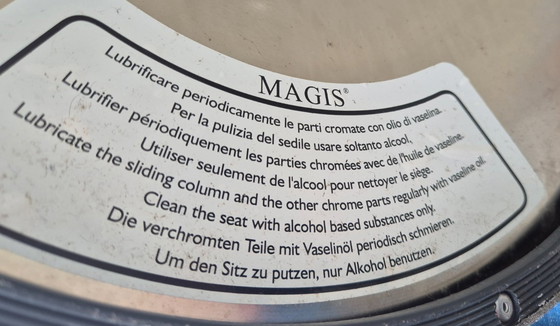 MAGIS®
Lubrificare periodicamente le parti cromate con olio di vaselina.
Per la pulizia del sedile usare soltanto alcool.
Lubrifier périodiquement les parties chromées avec de l'huile de vaseline.
Utiliser seulement de l'alcool pour nettoyer le siège.
Lubricate the sliding column and the other chrome parts regularly with vaseline oil.
Clean the seat with alcohol based substances only.
Die verchromten Teile mit Vaselinöl periodisch schmieren.
Um den Sitz zu putzen, nur Alkohol benutzen.